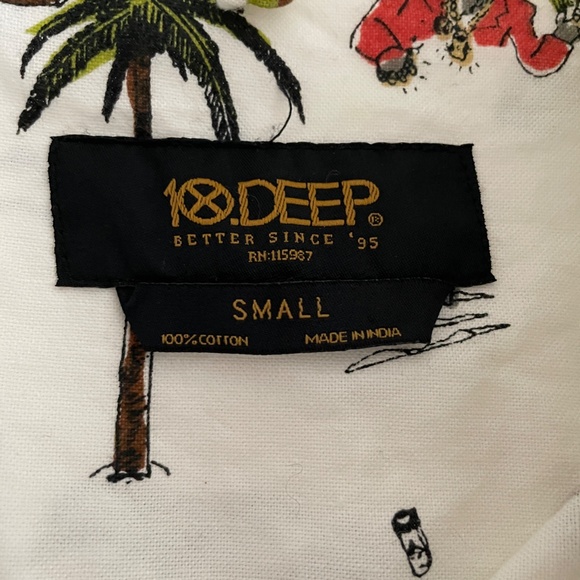 10.DEEP®
BETTER SINCE '95
RN:115987
SMALL
100% COTTON MADE IN INDIA